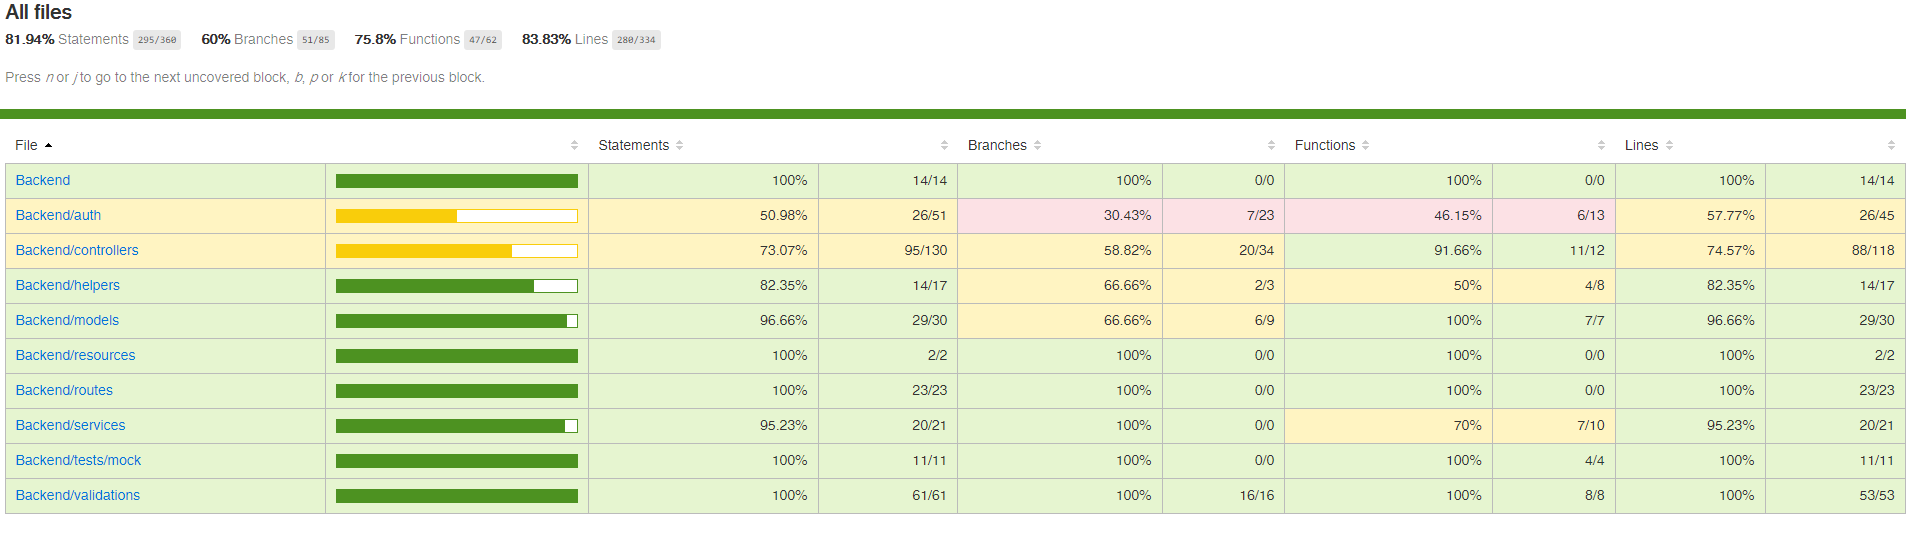 All files
81.94% Statements 295/360 60% Branches 51/85 75.8% Functions 47/62 83.83% Lines 280/334
Press n or j to go to the next uncovered block, b, p or k for the previous block.
File Statements Branches Functions Lines
Backend 100% 14/14 100% 0/0 100% 0/0 100% 14/14
Backend/auth 50.98% 26/51 30.43% 7/23 46.15% 6/13 57.77% 26/45
Backend/controllers 73.07% 95/130 58.82% 20/34 91.66% 11/12 74.57% 88/118
Backend/helpers 82.35% 14/17 66.66% 2/3 50% 4/8 82.35% 14/17
Backend/models 96.66% 29/30 66.66% 6/9 100% 7/7 96.66% 29/30
Backend/resources 100% 2/2 100% 0/0 100% 0/0 100% 2/2
Backend/routes 100% 23/23 100% 0/0 100% 0/0 100% 23/23
Backend/services 95.23% 20/21 100% 0/0 70% 7/10 95.23% 20/21
Backend/tests/mock 100% 11/11 100% 0/0 100% 4/4 100% 11/11
Backend/validations 100% 61/61 100% 16/16 100% 8/8 100% 53/53